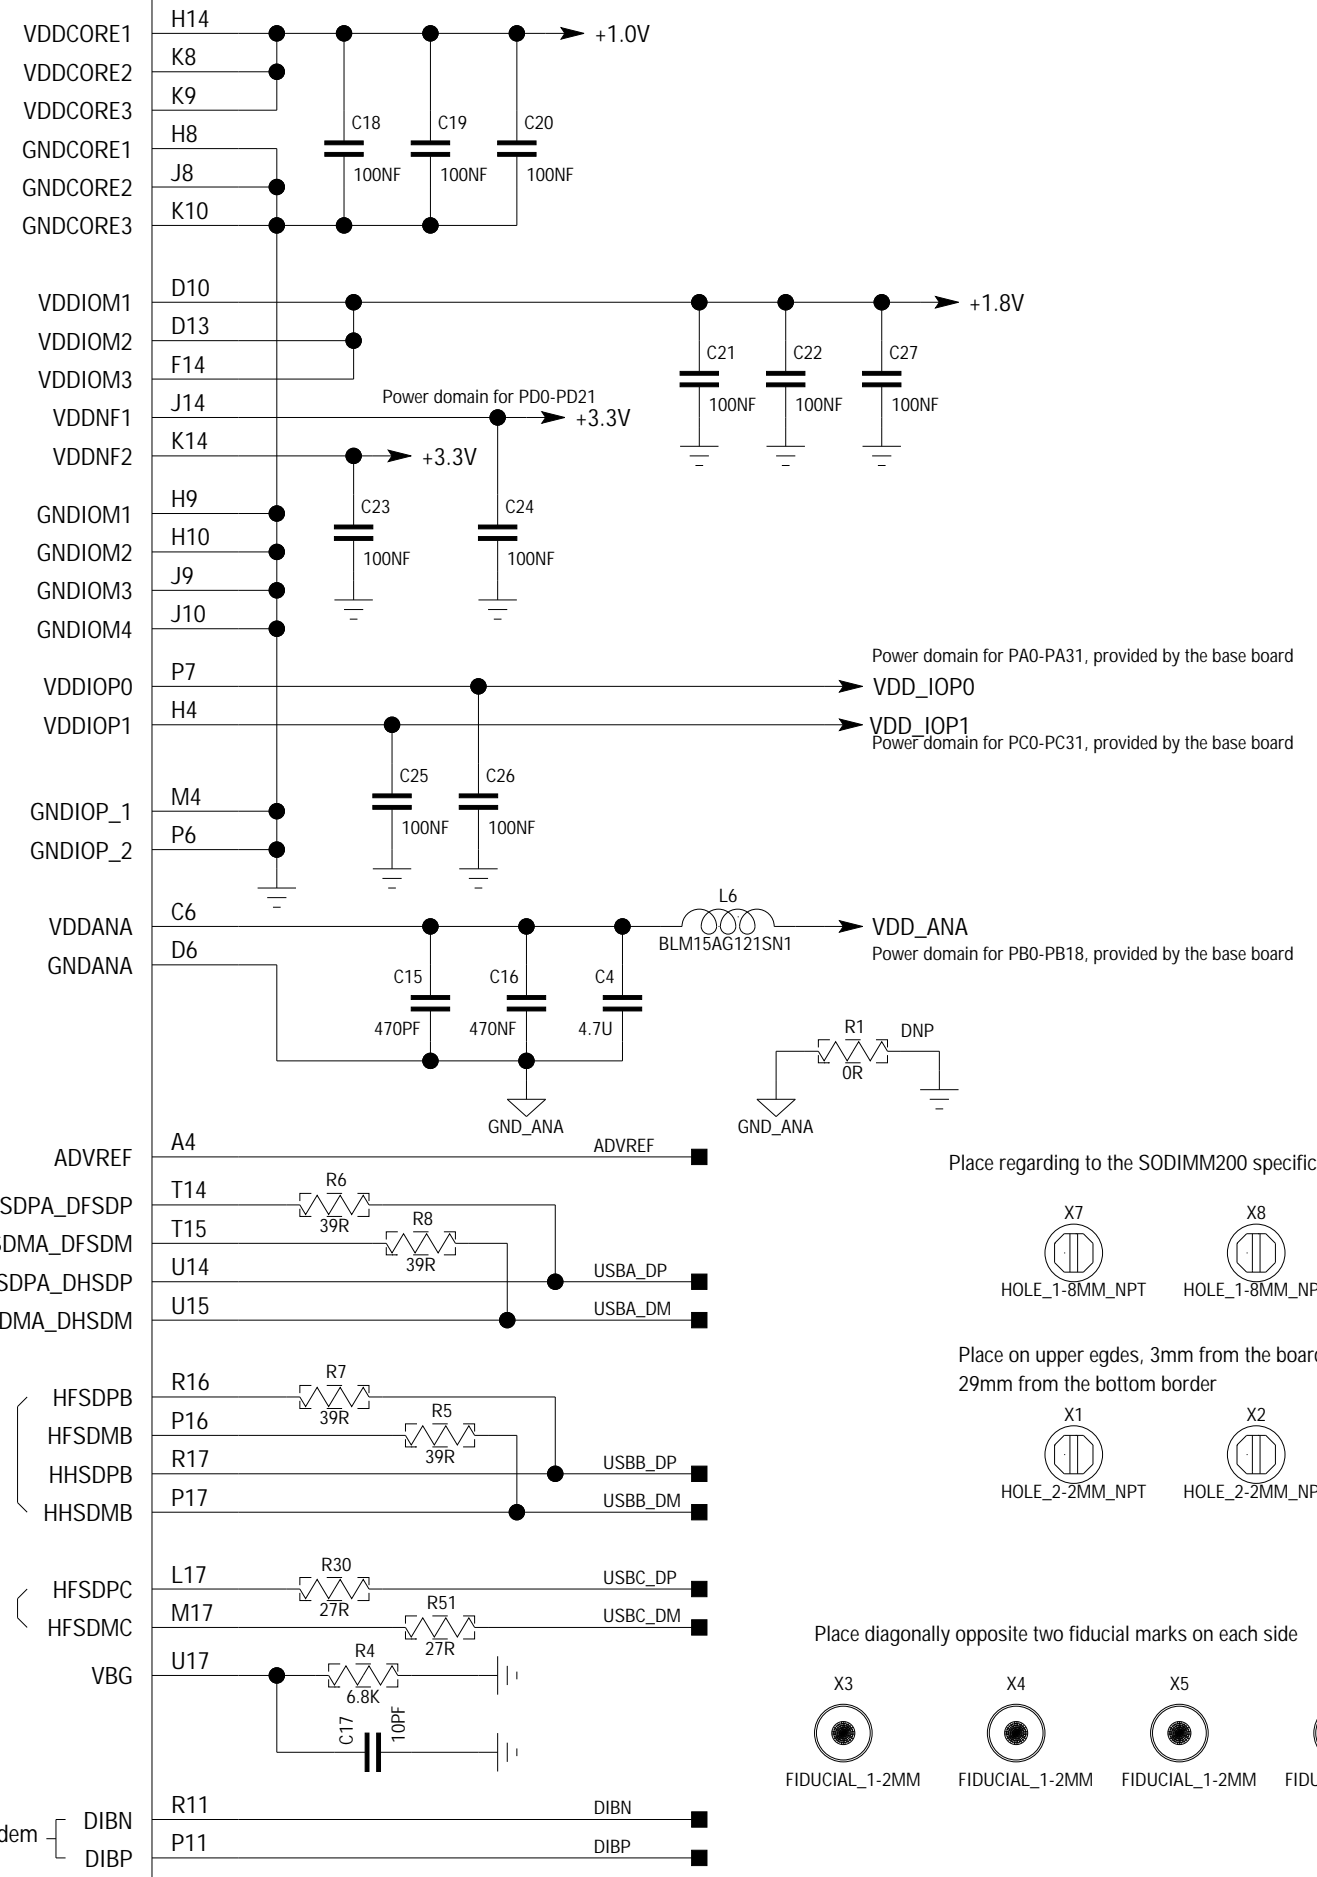 VDDCORE1 H14 +1.0V
VDDCORE2 K8
VDDCORE3 K9
GNDCORE1 H8
C18 C19 C20
100NF 100NF 100NF
GNDCORE2 J8
GNDCORE3 K10
VDDIOM1 D10 +1.8V
VDDIOM2 D13
VDDIOM3 F14
C21 C22 C27
100NF 100NF 100NF
Power domain for PD0-PD21
VDDNF1 J14 +3.3V
VDDNF2 K14 +3.3V
GNDIOM1 H9
C23 C24
100NF 100NF
GNDIOM2 H10
GNDIOM3 J9
GNDIOM4 J10
Power domain for PA0-PA31, provided by the base board
VDDIOP0 P7 VDD_IOP0
VDDIOP1 H4 VDD_IOP1
Power domain for PC0-PC31, provided by the base board
C25 C26
100NF 100NF
GNDIOP_1 M4
GNDIOP_2 P6
L6
VDDANA C6 VDD_ANA
BLM15AG121SN1
Power domain for PB0-PB18, provided by the base board
GNDANA D6
C15 C16 C4
470PF 470NF 4.7U
R1 DNP
0R
GND_ANA GND_ANA
ADVREF A4 ADVREF
Place regarding to the SODIMM200 specific
SDPA_DFSDP T14 R6
39R
DMA_DFSDM T15 R8
39R
SDPA_DHSDP U14 USBA_DP
DMA_DHSDM U15 USBA_DM
X7 X8
HOLE_1-8MM_NPT HOLE_1-8MM_NP
Place on upper egdes, 3mm from the board
29mm from the bottom border
HFSDPB R16 R7
39R
HFSDMB P16 R5
39R
HHSDPB R17 USBB_DP
HHSDMB P17 USBB_DM
X1 X2
HOLE_2-2MM_NPT HOLE_2-2MM_NP
HFSDPC L17 R30 USBC_DP
27R
HFSDMC M17 R51 USBC_DM
27R
VBG U17 R4
6.8K
C17 10PF
Place diagonally opposite two fiducial marks on each side
X3 X4 X5
FIDUCIAL_1-2MM FIDUCIAL_1-2MM FIDUCIAL_1-2MM FIDU
dem
DIBN R11 DIBN
DIBP P11 DIBP